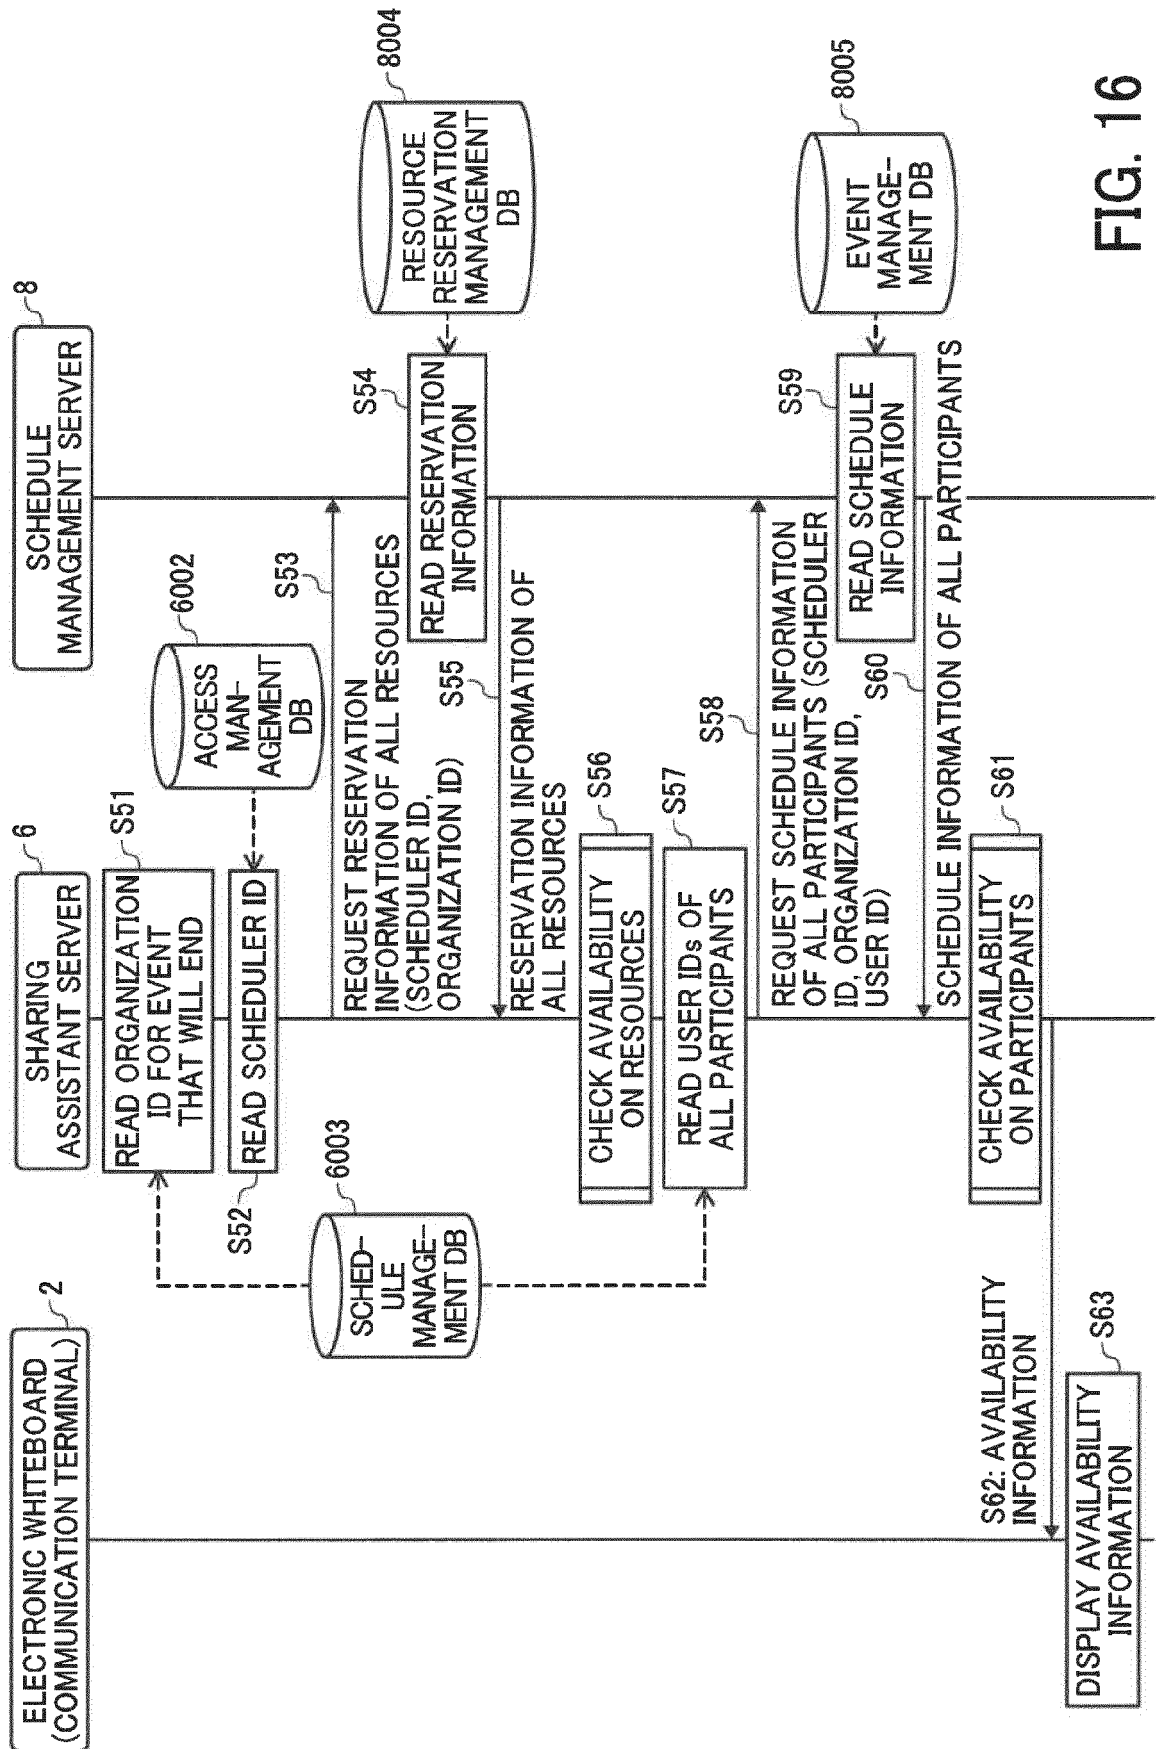 ELECTRONIC WHITEBOARD
(COMMUNICATION TERMINAL)
2
SHARING
ASSISTANT SERVER
6
SCHEDULE
MANAGEMENT SERVER
8
READ ORGANIZATION
ID FOR EVENT
THAT WILL END
S51
ACCESS
MAN-
AGEMENT
DB
6002
S52
READ SCHEDULER ID
SCHED-
ULE
MANAGE-
MENT DB
6003
S53
REQUEST RESERVATION
INFORMATION OF ALL RESOURCES
(SCHEDULER ID,
ORGANIZATION ID)
S54
READ RESERVATION
INFORMATION
RESOURCE
RESERVATION
MANAGEMENT
DB
8004
S55
RESERVATION INFORMATION OF
ALL RESOURCES
CHECK AVAILABILITY
ON RESOURCES
S56
READ USER IDs OF
ALL PARTICIPANTS
S57
S58
REQUEST SCHEDULE INFORMATION
OF ALL PARTICIPANTS (SCHEDULER
ID, ORGANIZATION ID,
USER ID)
S59
READ SCHEDULE
INFORMATION
EVENT
MANAGE-
MENT DB
8005
S60
SCHEDULE INFORMATION OF ALL PARTICIPANTS
CHECK AVAILABILITY
ON PARTICIPANTS
S61
S62: AVAILABILITY
INFORMATION
DISPLAY AVAILABILITY
INFORMATION
S63
FIG. 16